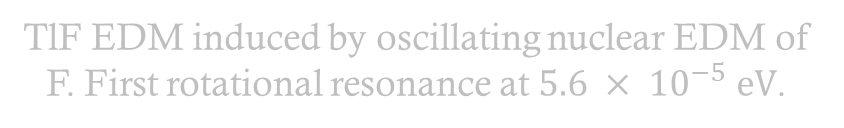 TlF EDM induced by oscillating nuclear EDM of
F. First rotational resonance at 5.6 × 10⁻⁵ eV.